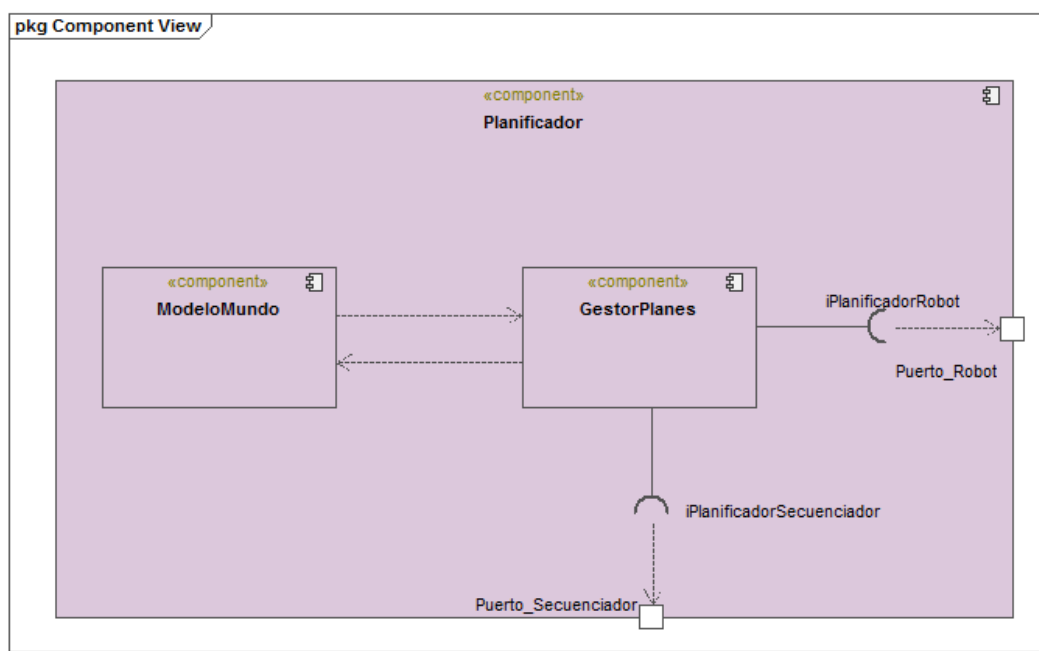 pkg Component View
«component»
Planificador
«component»
ModeloMundo
«component»
GestorPlanes
iPlanificadorRobot
Puerto_Robot
iPlanificadorSecuenciador
Puerto_Secuenciador